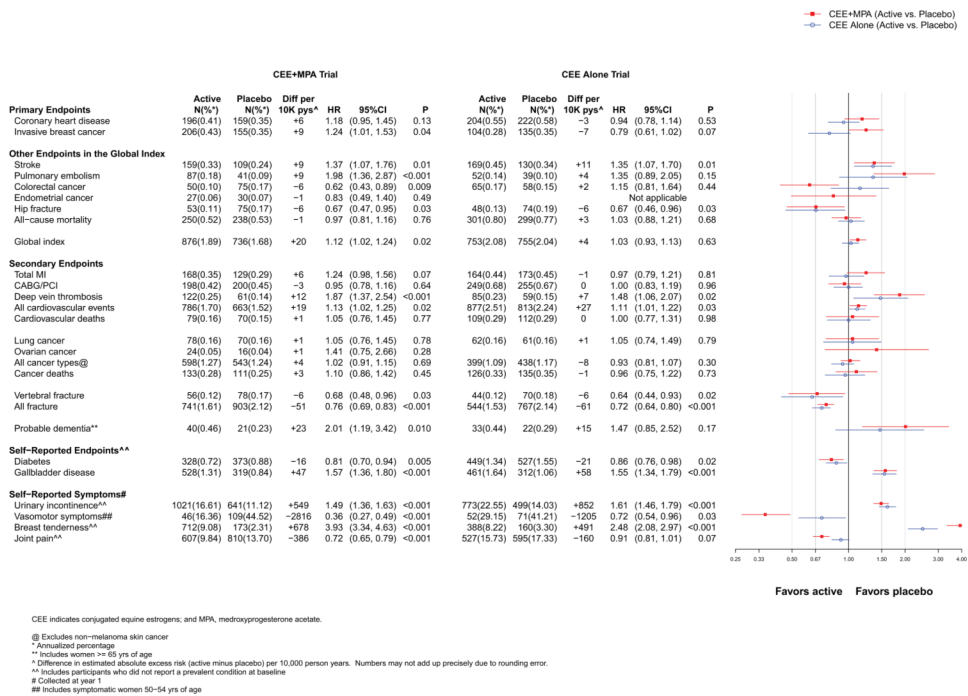 CEE+MPA (Active vs. Placebo)
CEE Alone (Active vs. Placebo)
CEE+MPA Trial CEE Alone Trial
Active Placebo Diff per Active Placebo Diff per
Primary Endpoints N(%*) N(%*) 10K pys^ HR 95%CI P N(%*) N(%*) 10K pys^ HR 95%CI P
Coronary heart disease 196(0.41) 159(0.35) +6 1.18 (0.95, 1.45) 0.13 204(0.55) 222(0.58) −3 0.94 (0.78, 1.14) 0.53
Invasive breast cancer 206(0.43) 155(0.35) +9 1.24 (1.01, 1.53) 0.04 104(0.28) 135(0.35) −7 0.79 (0.61, 1.02) 0.07
Other Endpoints in the Global Index
Stroke 159(0.33) 109(0.24) +9 1.37 (1.07, 1.76) 0.01 169(0.45) 130(0.34) +11 1.35 (1.07, 1.70) 0.01
Pulmonary embolism 87(0.18) 41(0.09) +9 1.98 (1.36, 2.87) <0.001 52(0.14) 39(0.10) +4 1.35 (0.89, 2.05) 0.15
Colorectal cancer 50(0.10) 75(0.17) −6 0.62 (0.43, 0.89) 0.009 65(0.17) 58(0.15) +2 1.15 (0.81, 1.64) 0.44
Endometrial cancer 27(0.06) 30(0.07) −1 0.83 (0.49, 1.40) 0.49 Not applicable
Hip fracture 53(0.11) 75(0.17) −6 0.67 (0.47, 0.95) 0.03 48(0.13) 74(0.19) −6 0.67 (0.46, 0.96) 0.03
All−cause mortality 250(0.52) 238(0.53) −1 0.97 (0.81, 1.16) 0.76 301(0.80) 299(0.77) +3 1.03 (0.88, 1.21) 0.68
Global index 876(1.89) 736(1.68) +20 1.12 (1.02, 1.24) 0.02 753(2.08) 755(2.04) +4 1.03 (0.93, 1.13) 0.63
Secondary Endpoints
Total MI 168(0.35) 129(0.29) +6 1.24 (0.98, 1.56) 0.07 164(0.44) 173(0.45) −1 0.97 (0.79, 1.21) 0.81
CABG/PCI 198(0.42) 200(0.45) −3 0.95 (0.78, 1.16) 0.64 249(0.68) 255(0.67) 0 1.00 (0.83, 1.19) 0.96
Deep vein thrombosis 122(0.25) 61(0.14) +12 1.87 (1.37, 2.54) <0.001 85(0.23) 59(0.15) +7 1.48 (1.06, 2.07) 0.02
All cardiovascular events 786(1.70) 663(1.52) +19 1.13 (1.02, 1.25) 0.02 877(2.51) 813(2.24) +27 1.11 (1.01, 1.22) 0.03
Cardiovascular deaths 79(0.16) 70(0.15) +1 1.05 (0.76, 1.45) 0.77 109(0.29) 112(0.29) 0 1.00 (0.77, 1.31) 0.98
Lung cancer 78(0.16) 70(0.16) +1 1.05 (0.76, 1.45) 0.78 62(0.16) 61(0.16) +1 1.05 (0.74, 1.49) 0.79
Ovarian cancer 24(0.05) 16(0.04) +1 1.41 (0.75, 2.66) 0.28
All cancer types@ 598(1.27) 543(1.24) +4 1.02 (0.91, 1.15) 0.69 399(1.09) 438(1.17) −8 0.93 (0.81, 1.07) 0.30
Cancer deaths 133(0.28) 111(0.25) +3 1.10 (0.86, 1.42) 0.45 126(0.33) 135(0.35) −1 0.96 (0.75, 1.22) 0.73
Vertebral fracture 56(0.12) 78(0.17) −6 0.68 (0.48, 0.96) 0.03 44(0.12) 70(0.18) −6 0.64 (0.44, 0.93) 0.02
All fracture 741(1.61) 903(2.12) −51 0.76 (0.69, 0.83) <0.001 544(1.53) 767(2.14) −61 0.72 (0.64, 0.80) <0.001
Probable dementia** 40(0.46) 21(0.23) +23 2.01 (1.19, 3.42) 0.010 33(0.44) 22(0.29) +15 1.47 (0.85, 2.52) 0.17
Self−Reported Endpoints^^
Diabetes 328(0.72) 373(0.88) −16 0.81 (0.70, 0.94) 0.005 449(1.34) 527(1.55) −21 0.86 (0.76, 0.98) 0.02
Gallbladder disease 528(1.31) 319(0.84) +47 1.57 (1.36, 1.80) <0.001 461(1.64) 312(1.06) +58 1.55 (1.34, 1.79) <0.001
Self−Reported Symptoms#
Urinary incontinence^^ 1021(16.61) 641(11.12) +549 1.49 (1.36, 1.63) <0.001 773(22.55) 499(14.03) +852 1.61 (1.46, 1.79) <0.001
Vasomotor symptoms## 46(16.36) 109(44.52) −2816 0.36 (0.27, 0.49) <0.001 52(29.15) 71(41.21) −1205 0.72 (0.54, 0.96) 0.03
Breast tenderness^^ 712(9.08) 173(2.31) +678 3.93 (3.34, 4.63) <0.001 388(8.22) 160(3.30) +491 2.48 (2.08, 2.97) <0.001
Joint pain^^ 607(9.84) 810(13.70) −386 0.72 (0.65, 0.79) <0.001 527(15.73) 595(17.33) −160 0.91 (0.81, 1.01) 0.07
0.25 0.33 0.50 0.67 1.00 1.50 2.00 3.00 4.00
Favors active Favors placebo
CEE indicates conjugated equine estrogens; and MPA, medroxyprogesterone acetate.
@ Excludes non−melanoma skin cancer
* Annualized percentage
** Includes women >= 65 yrs of age
^ Difference in estimated absolute excess risk (active minus placebo) per 10,000 person years. Numbers may not add up precisely due to rounding error.
^^ Includes participants who did not report a prevalent condition at baseline
# Collected at year 1
## Includes symptomatic women 50−54 yrs of age